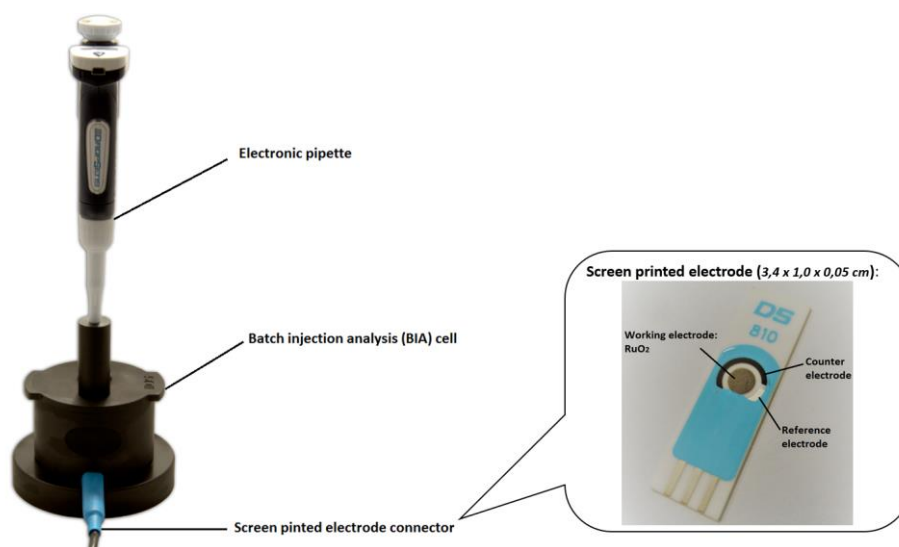 Electronic pipette
Screen printed electrode (3,4 x 1,0 x 0,05 cm):
DS
810
Working electrode:
RuO₂
Counter
electrode
Reference
electrode
Batch injection analysis (BIA) cell
Screen pinted electrode connector